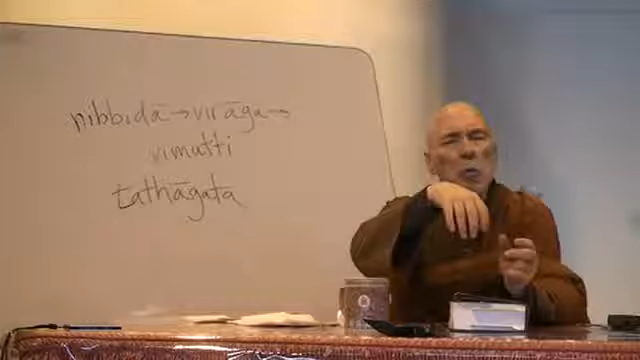 nibbidā → virāga →
vimutti
tathāgata